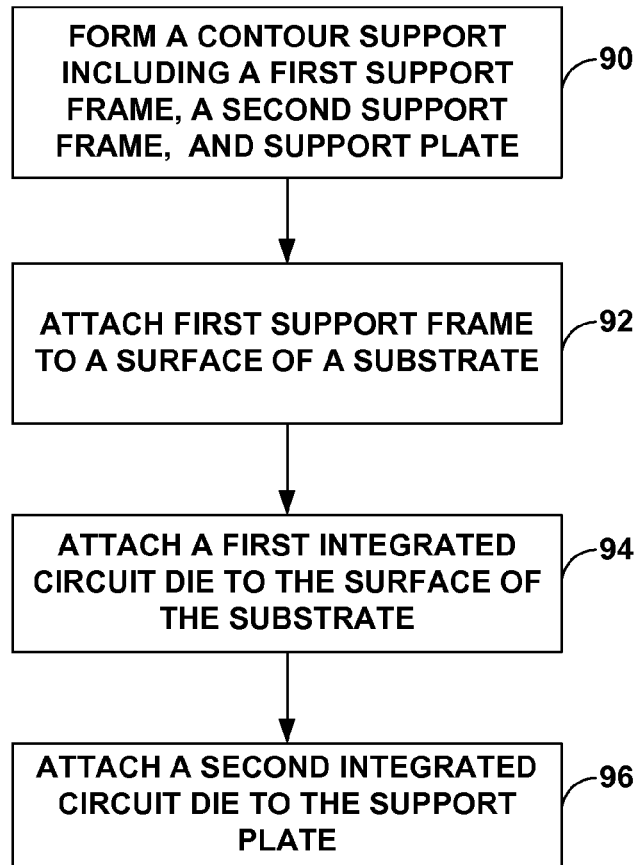 FORM A CONTOUR SUPPORT
INCLUDING A FIRST SUPPORT
FRAME, A SECOND SUPPORT
FRAME, AND SUPPORT PLATE
90
ATTACH FIRST SUPPORT FRAME
TO A SURFACE OF A SUBSTRATE
92
ATTACH A FIRST INTEGRATED
CIRCUIT DIE TO THE SURFACE OF
THE SUBSTRATE
94
ATTACH A SECOND INTEGRATED
CIRCUIT DIE TO THE SUPPORT
PLATE
96